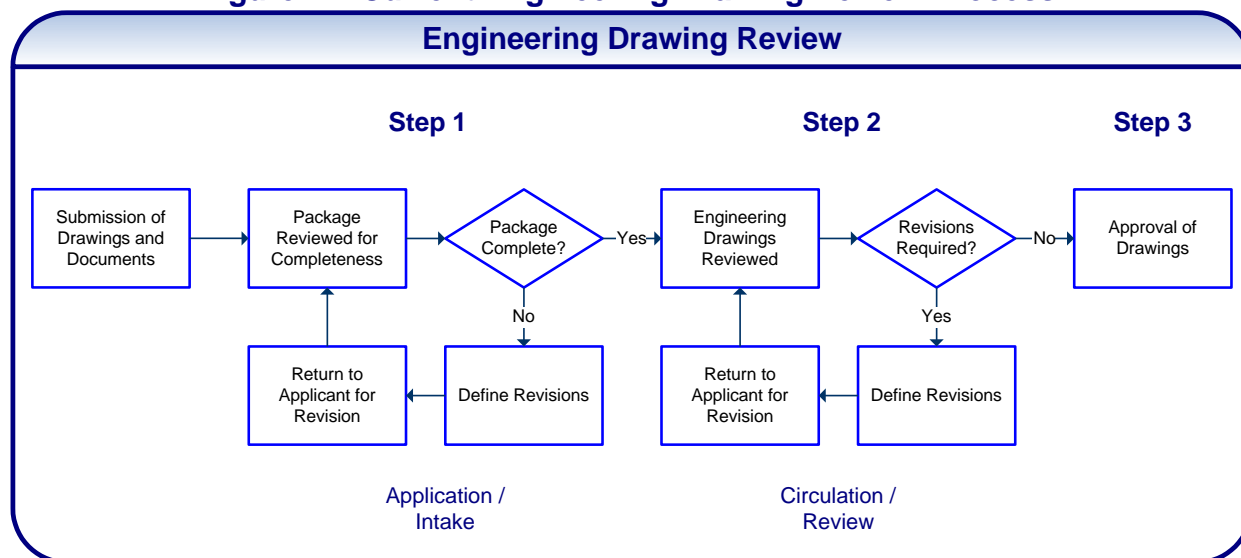 Engineering Drawing Review
Step 1
Step 2
Step 3
Submission of
Drawings and
Documents
Package
Reviewed for
Completeness
Package
Complete?
Yes
Engineering
Drawings
Reviewed
Revisions
Required?
No
Approval of
Drawings
No
Yes
Return to
Applicant for
Revision
Define Revisions
Return to
Applicant for
Revision
Define Revisions
Application /
Intake
Circulation /
Review